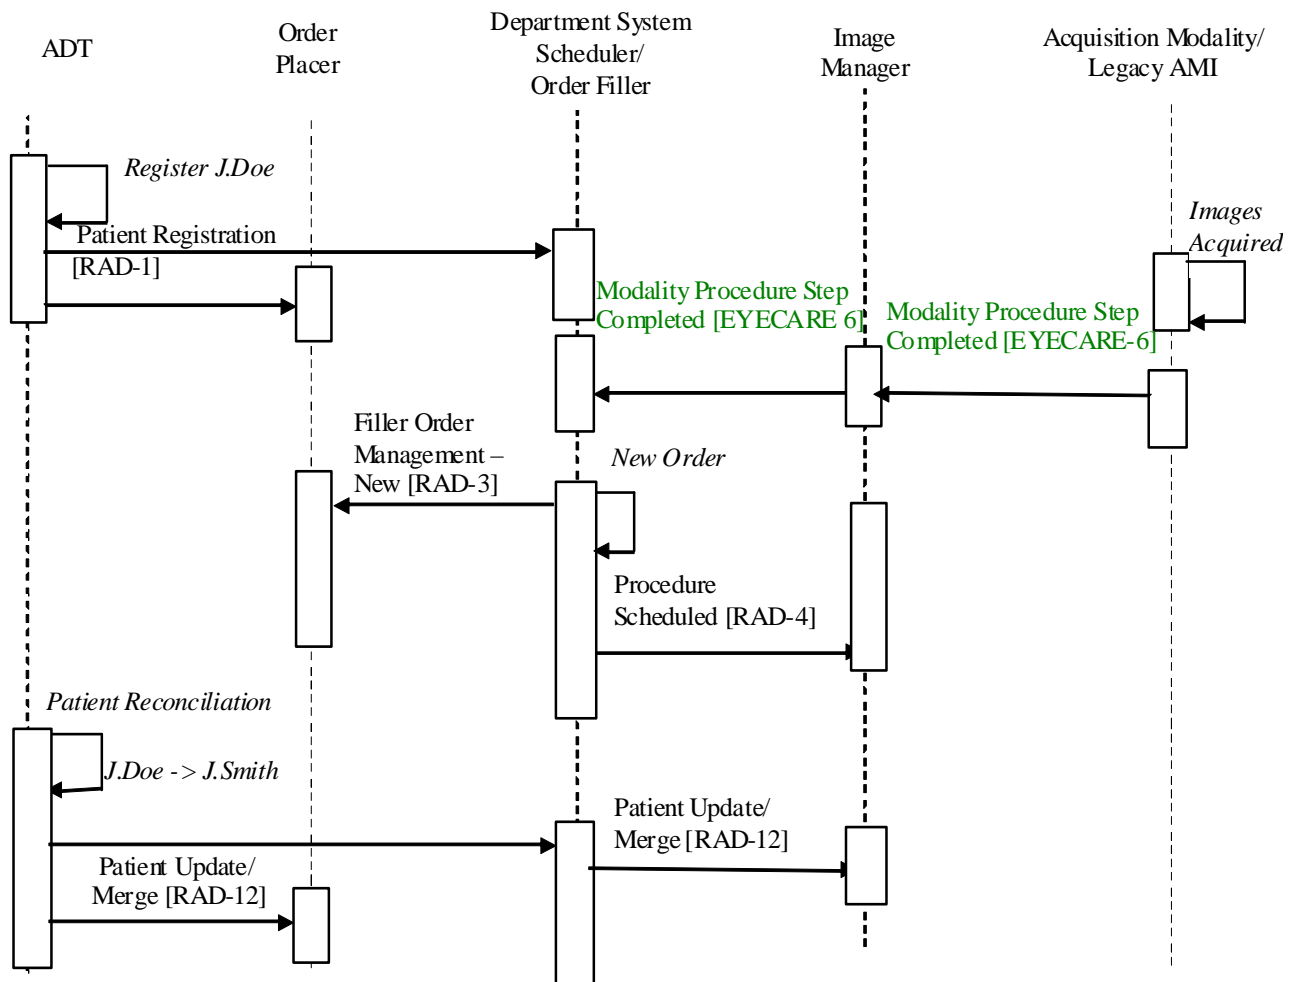 ADT
Order
Placer
Department System
Scheduler/
Order Filler
Image
Manager
Acquisition Modality/
Legacy AMI
Register J.Doe
Patient Registration
[RAD-1]
Images
Acquired
Modality Procedure Step
Completed [EYECARE 6]
Modality Procedure Step
Completed [EYECARE-6]
Filler Order
Management –
New [RAD-3]
New Order
Procedure
Scheduled [RAD-4]
Patient Reconciliation
J.Doe -> J.Smith
Patient Update/
Merge [RAD-12]
Patient Update/
Merge [RAD-12]